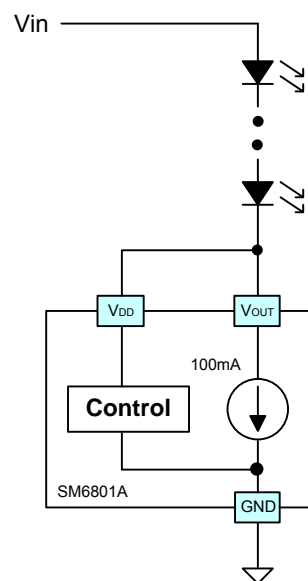 Vin
VDD
VOUT
100mA
Control
SM6801A
GND